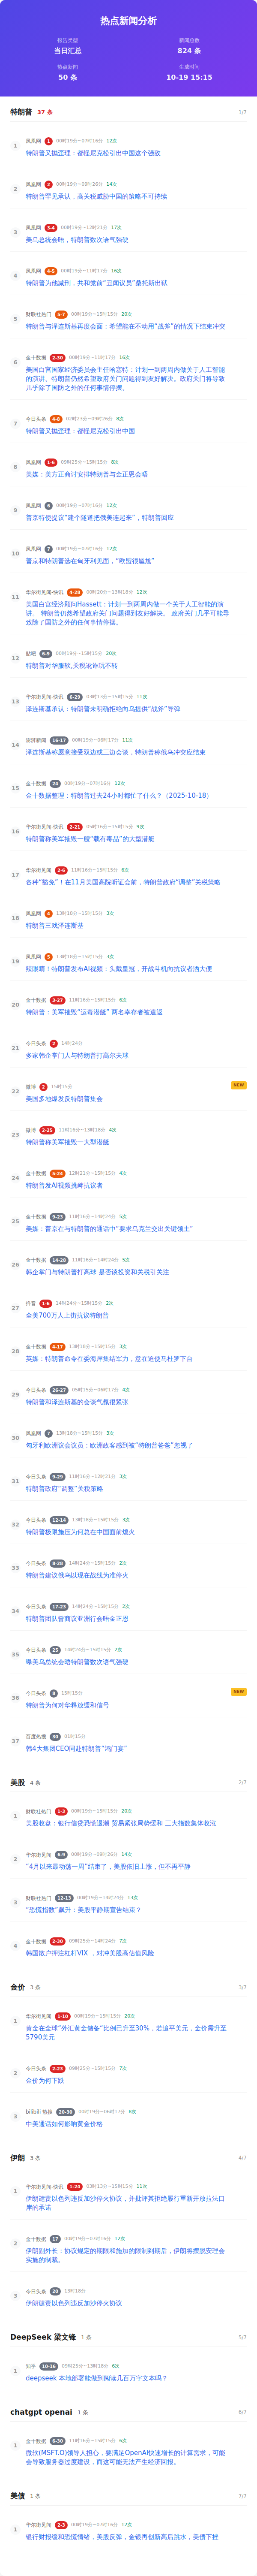 热点新闻分析
报告类型
新闻总数
当日汇总
824 条
热点新闻
生成时间
50 条
10-19 15:15
特朗普 37 条 1/7
1 凤凰网 1 00时19分~07时16分 12次
特朗普又抛歪理：都怪尼克松引出中国这个强敌
2 凤凰网 2 00时19分~09时26分 14次
特朗普罕见承认，高关税威胁中国的策略不可持续
3 凤凰网 3-4 00时19分~12时21分 17次
美乌总统会晤，特朗普数次语气强硬
4 凤凰网 4-5 00时19分~11时17分 16次
特朗普为他减刑，共和党前“丑闻议员”桑托斯出狱
5 财联社热门 5-7 00时19分~15时15分 20次
特朗普与泽连斯基再度会面：希望能在不动用“战斧”的情况下结束冲突
6 金十数据 2-30 00时19分~11时17分 16次
美国白宫国家经济委员会主任哈塞特：计划一到两周内做关于人工智能
的演讲。特朗普仍然希望政府关门问题得到友好解决。政府关门将导致
几乎除了国防之外的任何事情停摆。
7 今日头条 4-8 02时23分~09时26分 8次
特朗普又抛歪理：都怪尼克松引出中国
8 凤凰网 1-6 09时25分~15时15分 8次
美媒：美方正商讨安排特朗普与金正恩会晤
9 凤凰网 6 00时19分~07时16分 12次
普京特使提议“建个隧道把俄美连起来”，特朗普回应
10 凤凰网 7 00时19分~07时16分 12次
普京和特朗普选在匈牙利见面，“欧盟很尴尬”
11 华尔街见闻-快讯 4-28 00时20分~13时18分 12次
美国白宫经济顾问Hassett：计划一到两周内做一个关于人工智能的演
讲。 特朗普仍然希望政府关门问题得到友好解决。 政府关门几乎可能导
致除了国防之外的任何事情停摆。
12 贴吧 6-9 00时19分~15时15分 20次
特朗普对华服软,关税讹诈玩不转
13 华尔街见闻-快讯 6-29 03时13分~15时15分 11次
泽连斯基承认：特朗普未明确拒绝向乌提供“战斧”导弹
14 澎湃新闻 16-17 00时19分~06时17分 11次
泽连斯基称愿意接受双边或三边会谈，特朗普称俄乌冲突应结束
15 金十数据 24 00时19分~07时16分 12次
金十数据整理：特朗普过去24小时都忙了什么？（2025-10-18）
16 华尔街见闻-快讯 2-21 05时16分~15时15分 9次
特朗普称美军摧毁一艘“载有毒品”的大型潜艇
17 华尔街见闻 2-6 11时16分~15时15分 6次
各种“豁免”！在11月美国高院听证会前，特朗普政府“调整”关税策略
18 凤凰网 4 13时18分~15时15分 3次
特朗普三戏泽连斯基
19 凤凰网 5 13时18分~15时15分 3次
辣眼睛！特朗普发布AI视频：头戴皇冠，开战斗机向抗议者洒大便
20 金十数据 3-27 11时16分~15时15分 6次
特朗普：美军摧毁“运毒潜艇” 两名幸存者被遣返
21 今日头条 2 14时24分
多家韩企掌门人与特朗普打高尔夫球
22 微博 2 15时15分 NEW
美国多地爆发反特朗普集会
23 微博 2-25 11时16分~13时18分 4次
特朗普称美军摧毁一大型潜艇
24 金十数据 5-24 12时21分~15时15分 4次
特朗普发AI视频挑衅抗议者
25 金十数据 9-23 11时16分~14时24分 5次
美媒：普京在与特朗普的通话中“要求乌克兰交出关键领土”
26 金十数据 14-28 11时16分~14时24分 5次
韩企掌门与特朗普打高球 是否谈投资和关税引关注
27 抖音 1-6 14时24分~15时15分 2次
全美700万人上街抗议特朗普
28 金十数据 4-17 13时18分~15时15分 3次
英媒：特朗普命令在委海岸集结军力，意在迫使马杜罗下台
29 今日头条 26-27 05时15分~08时17分 4次
特朗普和泽连斯基的会谈气氛很紧张
30 凤凰网 7 13时18分~15时15分 3次
匈牙利欧洲议会议员：欧洲政客感到被“特朗普爸爸”忽视了
31 今日头条 9-29 11时16分~12时21分 3次
特朗普政府“调整”关税策略
32 今日头条 12-14 13时18分~15时15分 3次
特朗普极限施压为何总在中国面前熄火
33 今日头条 8-28 14时24分~15时15分 2次
特朗普建议俄乌以现在战线为准停火
34 今日头条 17-23 14时24分~15时15分 2次
特朗普团队曾商议亚洲行会晤金正恩
35 今日头条 25 14时24分~15时15分 2次
曝美乌总统会晤特朗普数次语气强硬
36 今日头条 8 15时15分 NEW
特朗普为何对华释放缓和信号
37 百度热搜 30 01时15分
韩4大集团CEO同赴特朗普“鸿门宴”
美股 4 条 2/7
1 财联社热门 1-3 00时19分~15时15分 20次
美股收盘：银行信贷恐慌退潮 贸易紧张局势缓和 三大指数集体收涨
2 华尔街见闻 6-9 00时19分~09时26分 14次
“4月以来最动荡一周”结束了，美股依旧上涨，但不再平静
3 财联社热门 12-13 00时19分~14时24分 13次
“恐慌指数”飙升：美股平静期宣告结束？
4 金十数据 2-30 09时25分~14时24分 7次
韩国散户押注杠杆VIX ，对冲美股高估值风险
金价 3 条 3/7
1 华尔街见闻 1-10 00时19分~15时15分 20次
黄金在全球“外汇黄金储备”比例已升至30%，若追平美元，金价需升至
5790美元
2 今日头条 2-23 09时25分~15时15分 7次
金价为何下跌
3 bilibili 热搜 20-30 00时19分~06时17分 8次
中美通话如何影响黄金价格
伊朗 3 条 4/7
1 华尔街见闻-快讯 1-24 03时13分~15时15分 11次
伊朗谴责以色列违反加沙停火协议，并批评其拒绝履行重新开放拉法口
岸的承诺
2 金十数据 17 00时19分~07时16分 12次
伊朗副外长：协议规定的期限和施加的限制到期后，伊朗将摆脱安理会
实施的制裁。
3 今日头条 20 13时18分
伊朗谴责以色列违反加沙停火协议
DeepSeek 梁文锋 1 条 5/7
1 知乎 10-16 09时25分~13时18分 6次
deepseek 本地部署能做到阅读几百万字文本吗？
chatgpt openai 1 条 6/7
1 金十数据 6-30 11时16分~15时15分 6次
微软(MSFT.O)领导人担心，要满足OpenAI快速增长的计算需求，可能
会导致服务器过度建设，而这可能无法产生经济回报。
美债 1 条 7/7
1 华尔街见闻 2-3 00时19分~07时16分 12次
银行财报缓和恐慌情绪，美股反弹，金银再创新高后跳水，美债下挫